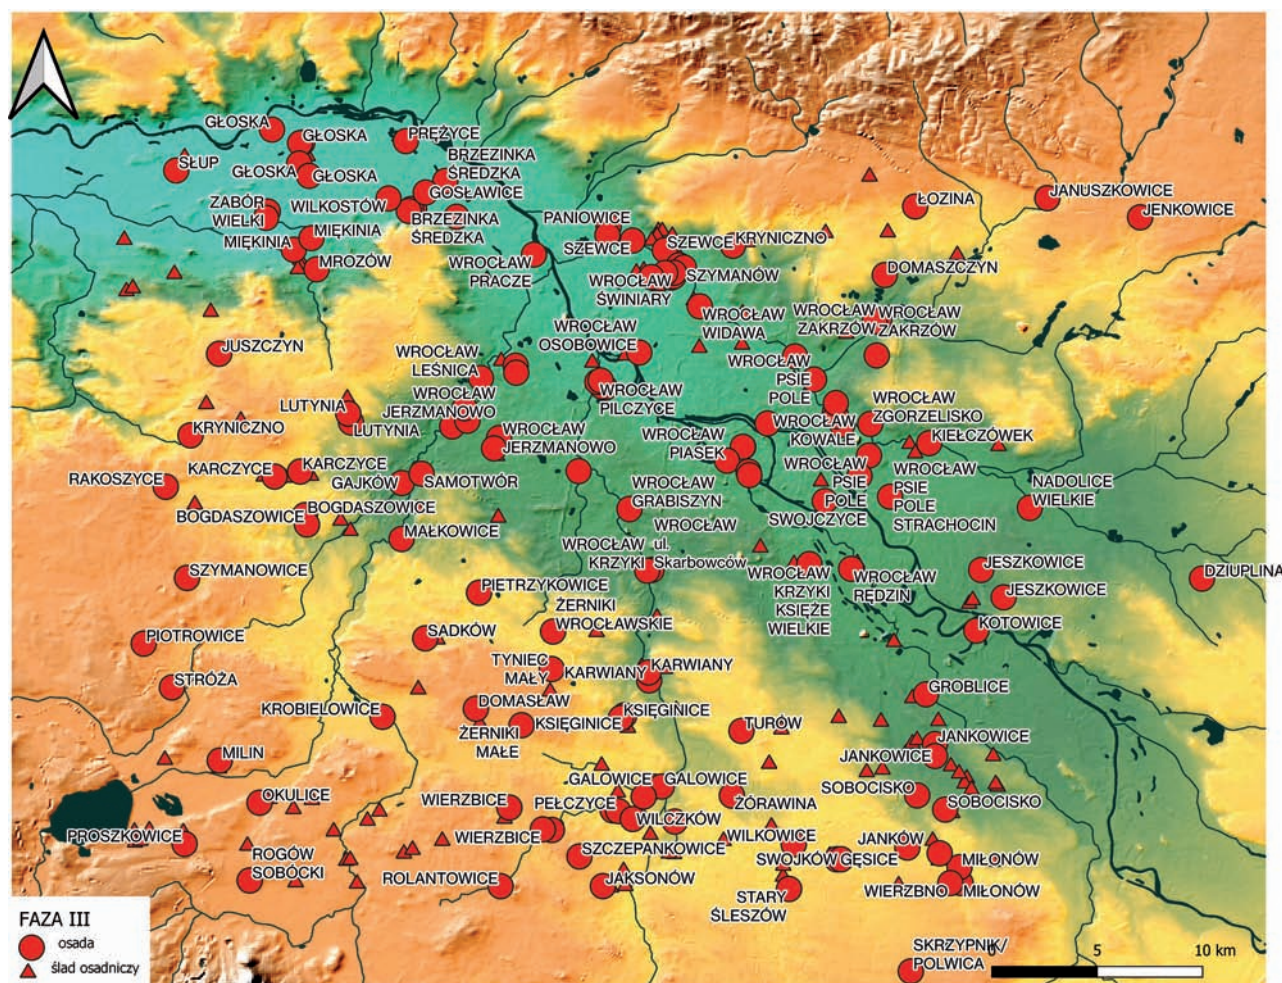 GŁOSKA
GŁOSKA
PRĘŻYCE
SŁUP
GŁOSKA
GŁOSKA
BRZEZINKA
ŚREDZKA
GOSŁAWICE
ZABÓR
WIELKI
WILKOSTÓW
BRZEZINKA
ŚREDZKA
MIĘKINIA
MIĘKINIA
MROZÓW
PANIOWICE
SZEWCE
SZEWCE
KRYNICZNO
ŁOZINA
JANUSZKOWICE
JENKOWICE
WROCŁAW
PRACZE
WROCŁAW
ŚWINIARY
SZYMANÓW
DOMASZCZYN
WROCŁAW
WIDAWA
WROCŁAW
ZAKRZÓW
WROCŁAW
ZAKRZÓW
WROCŁAW
OSOBOWICE
JUSZCZYN
WROCŁAW
LEŚNICA
WROCŁAW
PSIE
POLE
WROCŁAW
JERZMANOWO
WROCŁAW
PILCZYCE
LUTYNIA
LUTYNIA
WROCŁAW
ZGORZELISKO
KRYNICZNO
WROCŁAW
JERZMANOWO
WROCŁAW
PIASEK
WROCŁAW
KOWALE
KIEŁCZÓWEK
RAKOSZYCE
KARCZYCE
KARCZYCE
GAJKÓW
SAMOTWÓR
WROCŁAW
GRABISZYN
WROCŁAW
PSIE
POLE
SWOJCZYCE
WROCŁAW
PSIE
POLE
STRACHOCIN
NADOLICE
WIELKIE
BOGDASZOWICE
BOGDASZOWICE
MAŁKOWICE
WROCŁAW
ul.
Skarbowców
WROCŁAW
KRZYKI
WROCŁAW
KRZYKI
KSIĘŻE
WIELKIE
WROCŁAW
RĘDZIN
JESZKOWICE
JESZKOWICE
DZIUPLINA
SZYMANOWICE
PIETRZYKOWICE
KOTOWICE
PIOTROWICE
SADKÓW
ŻERNIKI
WROCŁAWSKIE
TYNIEC
MAŁY
KARWIANY
KARWIANY
STRÓŻA
GROBLICE
KROBIELOWICE
DOMASŁAW
ŻERNIKI
MAŁE
KSIĘGINICE
KSIĘGINICE
TURÓW
JANKOWICE
JANKOWICE
MILIN
GALOWICE
GALOWICE
OKULICE
WIERZBICE
PEŁCZYCE
ŻÓRAWINA
SOBOCISKO
SOBOCISKO
PROSZKOWICE
WIERZBICE
WILCZKÓW
WILKOWICE
JANKÓW
ROGÓW
SOBÓCKI
SZCZEPANKOWICE
SWOJKÓW
GĘSICE
MIŁONÓW
ROLANTOWICE
JAKSONÓW
STARY
ŚLESZÓW
WIERZBNO
MIŁONÓW
SKRZYPNIK/
POLWICA
FAZA III
osada
ślad osadniczy
0 5 10 km